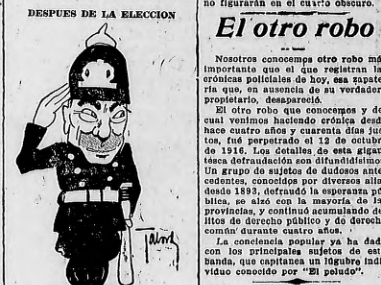 DESPUES DE LA ELECCION
no figurarán en el cuarto obscuro.
El otro robo
Nosotros conocemos otro robo más
importante que el que registran la
crónicas policiales de hoy, esa zapate
ría que, en ausencia de su verdader
propietario, desapareció.
El otro robo que conocemos y de
cual venimos haciendo crónica desd
hace cuatro años y cuarenta días jus
tos, fué perpetrado el 12 de octubr
de 1916. Los detalles de esta gigan
tesca defraudación son difundidísimo
Un grupo de sujetos de dudosos ante
cedentes, conocidos por diversos alia
desde 1893, defraudó la esperanza pú
blica, se alzó con la mayoría de la
provincias, y continuó acumulando de
litos de derecho público y de derech
común durante cuatro años.
La conciencia popular ya ha dad
con los principales sujetos de est
banda, que capitanea un lúgubre indi
viduo conocido por "El peludo".